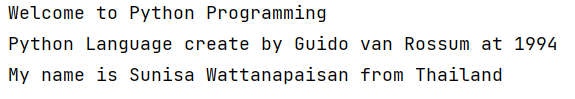 Welcome to Python Programming
Python Language create by Guido van Rossum at 1994
My name is Sunisa Wattanapaisan from Thailand